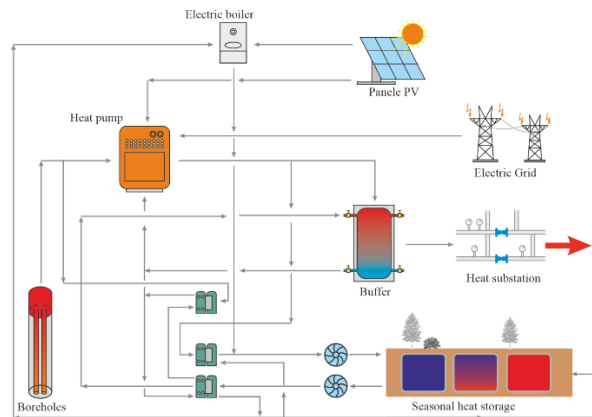 Electric boiler
Panele PV
Heat pump
Electric Grid
Heat substation
Buffer
Boreholes
Seasonal heat storage